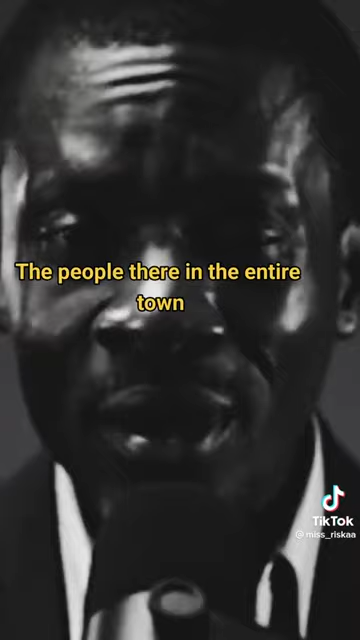 The people there in the entire
town
TikTok
@miss_riskaa